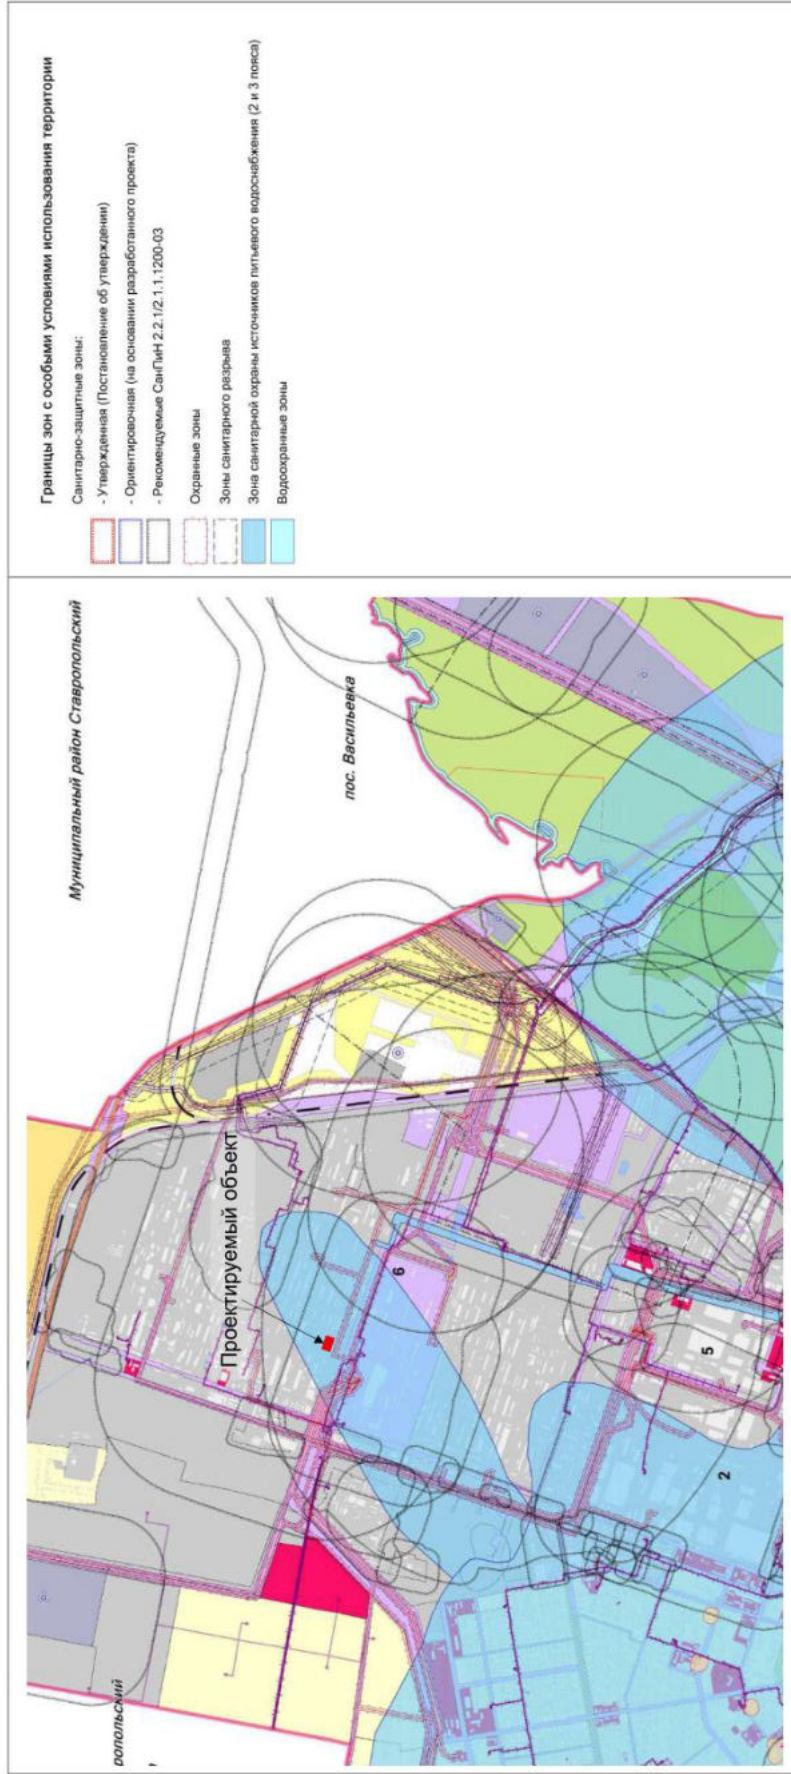 Границы зон с особыми условиями использования территории
Санитарно-защитные зоны:
- Утвержденная (Постановление об утверждении)
- Ориентировочная (на основании разработанного проекта)
- Рекомендуемые СанПиН 2.2.1/2.1.1.1200-03
Охранные зоны
Зоны санитарного разрыва
Зона санитарной охраны источников питьевого водоснабжения (2 и 3 пояса)
Водоохранные зоны
Муниципальный район Ставропольский
пос. Васильевка
Проектируемый объект
6
5
2
ропольский